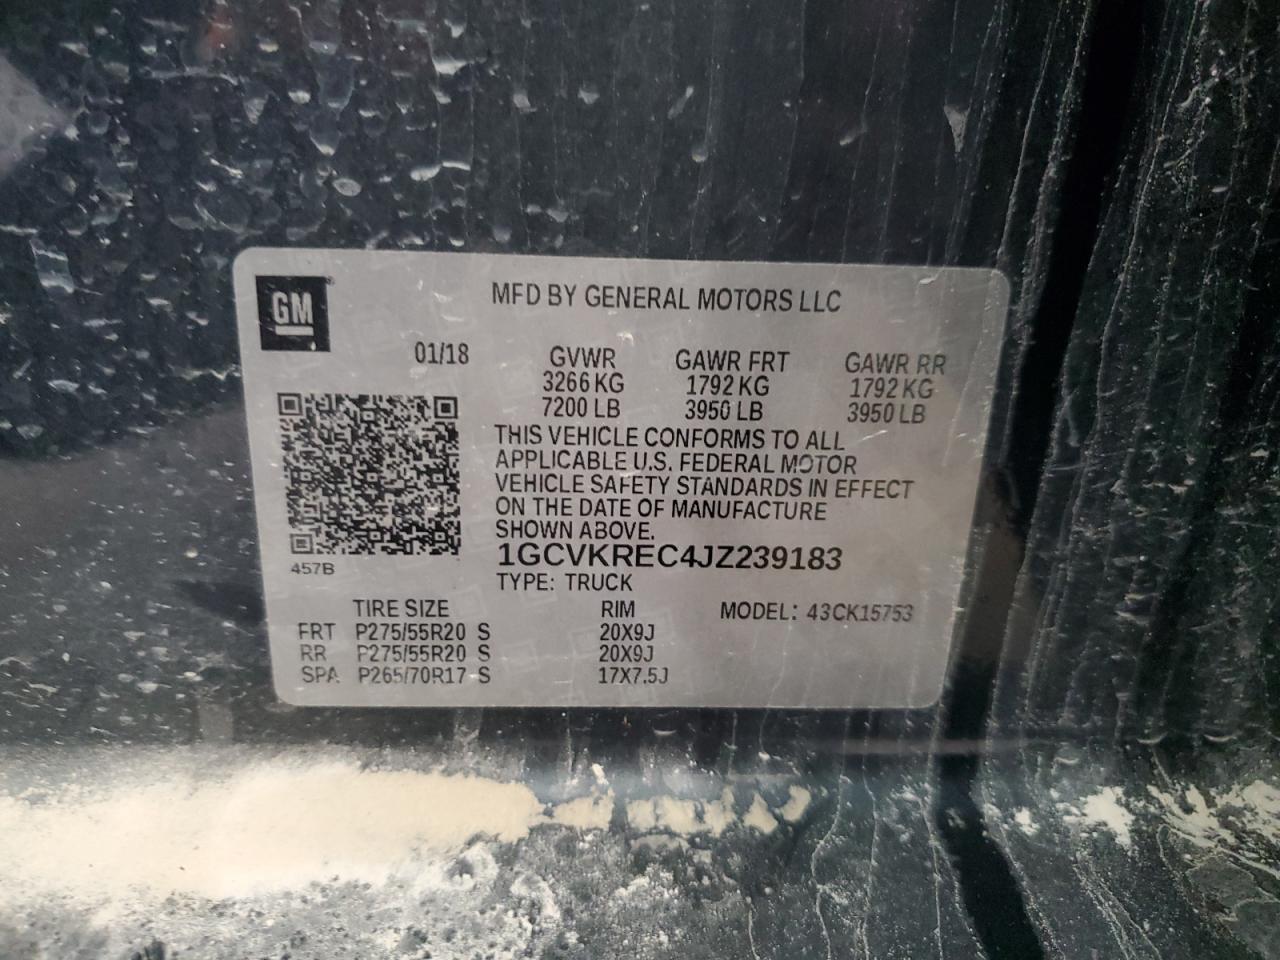 GM
MFD BY GENERAL MOTORS LLC
01/18 GVWR GAWR FRT GAWR RR
3266 KG 1792 KG 1792 KG
7200 LB 3950 LB 3950 LB
THIS VEHICLE CONFORMS TO ALL
APPLICABLE U.S. FEDERAL MOTOR
VEHICLE SAFETY STANDARDS IN EFFECT
ON THE DATE OF MANUFACTURE
SHOWN ABOVE.
1GCVKREC4JZ239183
457B
TYPE: TRUCK
TIRE SIZE RIM MODEL: 43CK15753
FRT P275/55R20 S 20X9J
RR P275/55R20 S 20X9J
SPA P265/70R17 S 17X7.5J